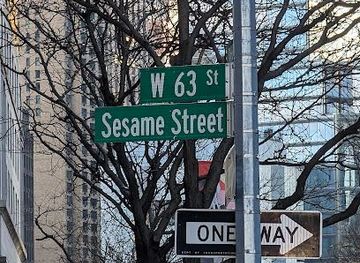 W 63 St
Sesame Street
ONE WAY